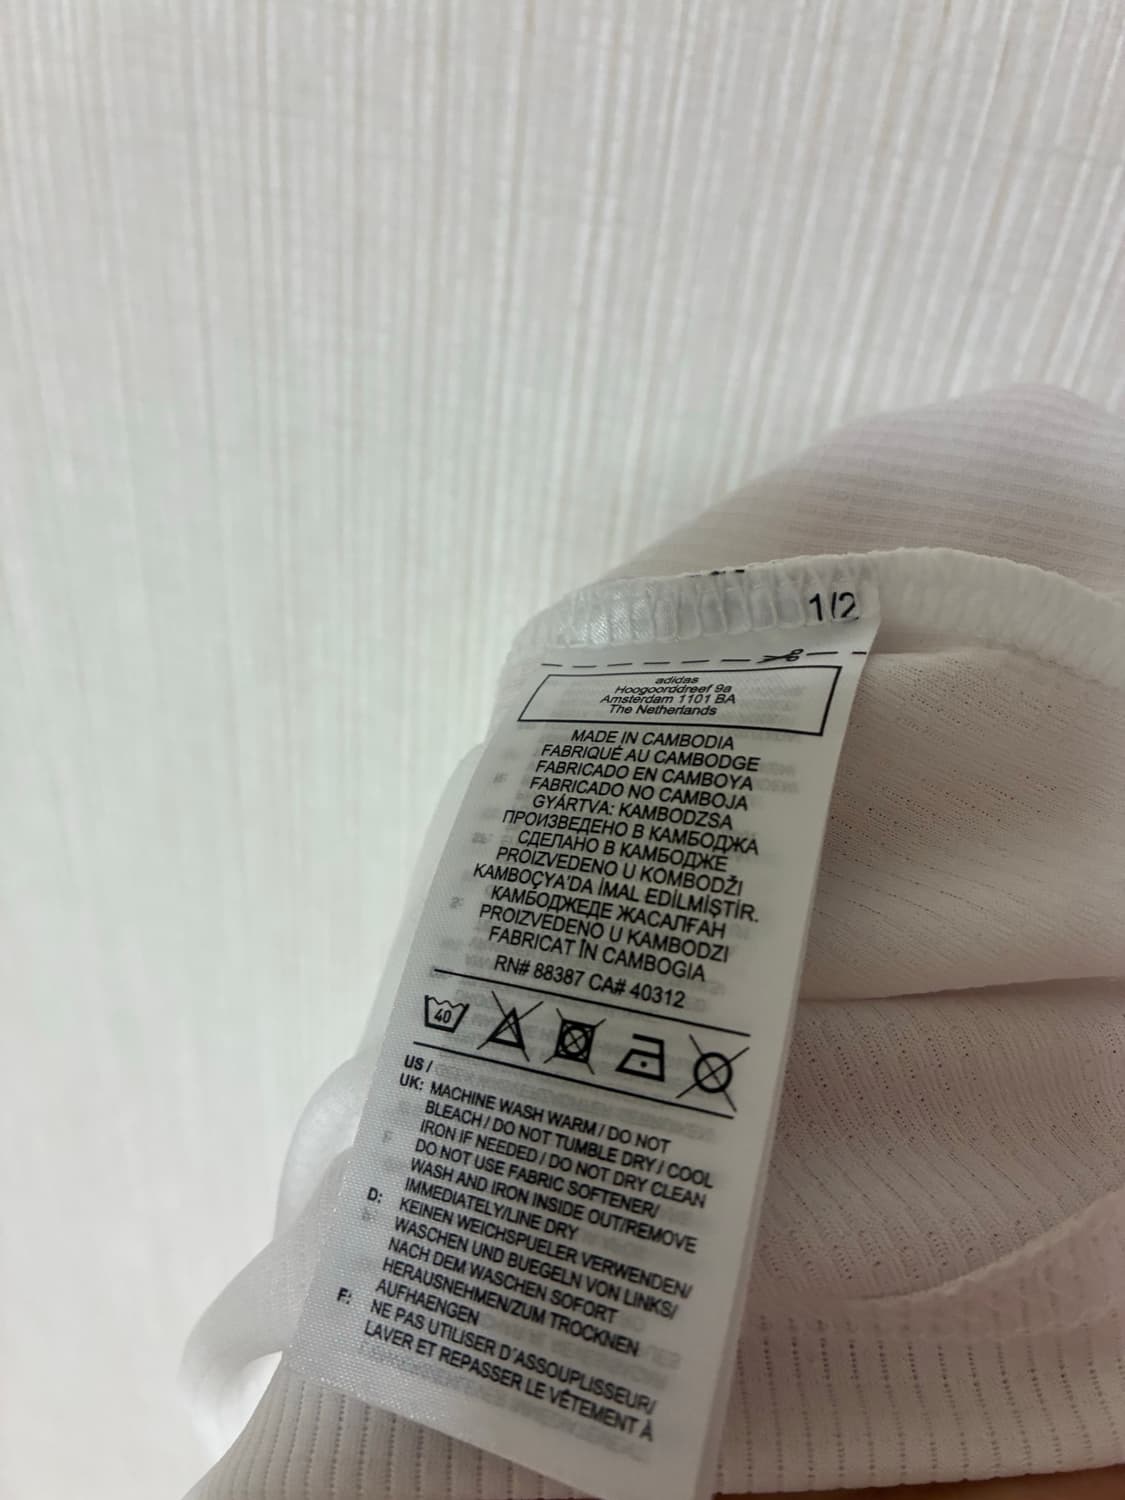 1/2
adidas
Hoogoorddreef 9a
Amsterdam 1101 BA
The Netherlands
MADE IN CAMBODIA
FABRIQUÉ AU CAMBODGE
FABRICADO EN CAMBOYA
FABRICADO NO CAMBOJA
GYÁRTVA: KAMBODZSA
ПРОИЗВЕДЕНО В КАМБОДЖА
СДЕЛАНО В КАМБОДЖЕ
PROIZVEDENO U KOMBODŽI
KAMBOÇYA'DA İMAL EDİLMİŞTİR.
КАМБОДЖЕДЕ ЖАСАЛҒАН
PROIZVEDENO U KAMBODZI
FABRICAT ÎN CAMBOGIA
RN# 88387 CA# 40312
40
US /
UK: MACHINE WASH WARM / DO NOT
BLEACH / DO NOT TUMBLE DRY / COOL
IRON IF NEEDED / DO NOT DRY CLEAN
DO NOT USE FABRIC SOFTENER/
WASH AND IRON INSIDE OUT/REMOVE
IMMEDIATELY/LINE DRY
D: KEINEN WEICHSPUELER VERWENDEN/
WASCHEN UND BUEGELN VON LINKS/
NACH DEM WASCHEN SOFORT
HERAUSNEHMEN/ZUM TROCKNEN
AUFHAENGEN
F: NE PAS UTILISER D'ASSOUPLISSEUR/
LAVER ET REPASSER LE VÊTEMENT À